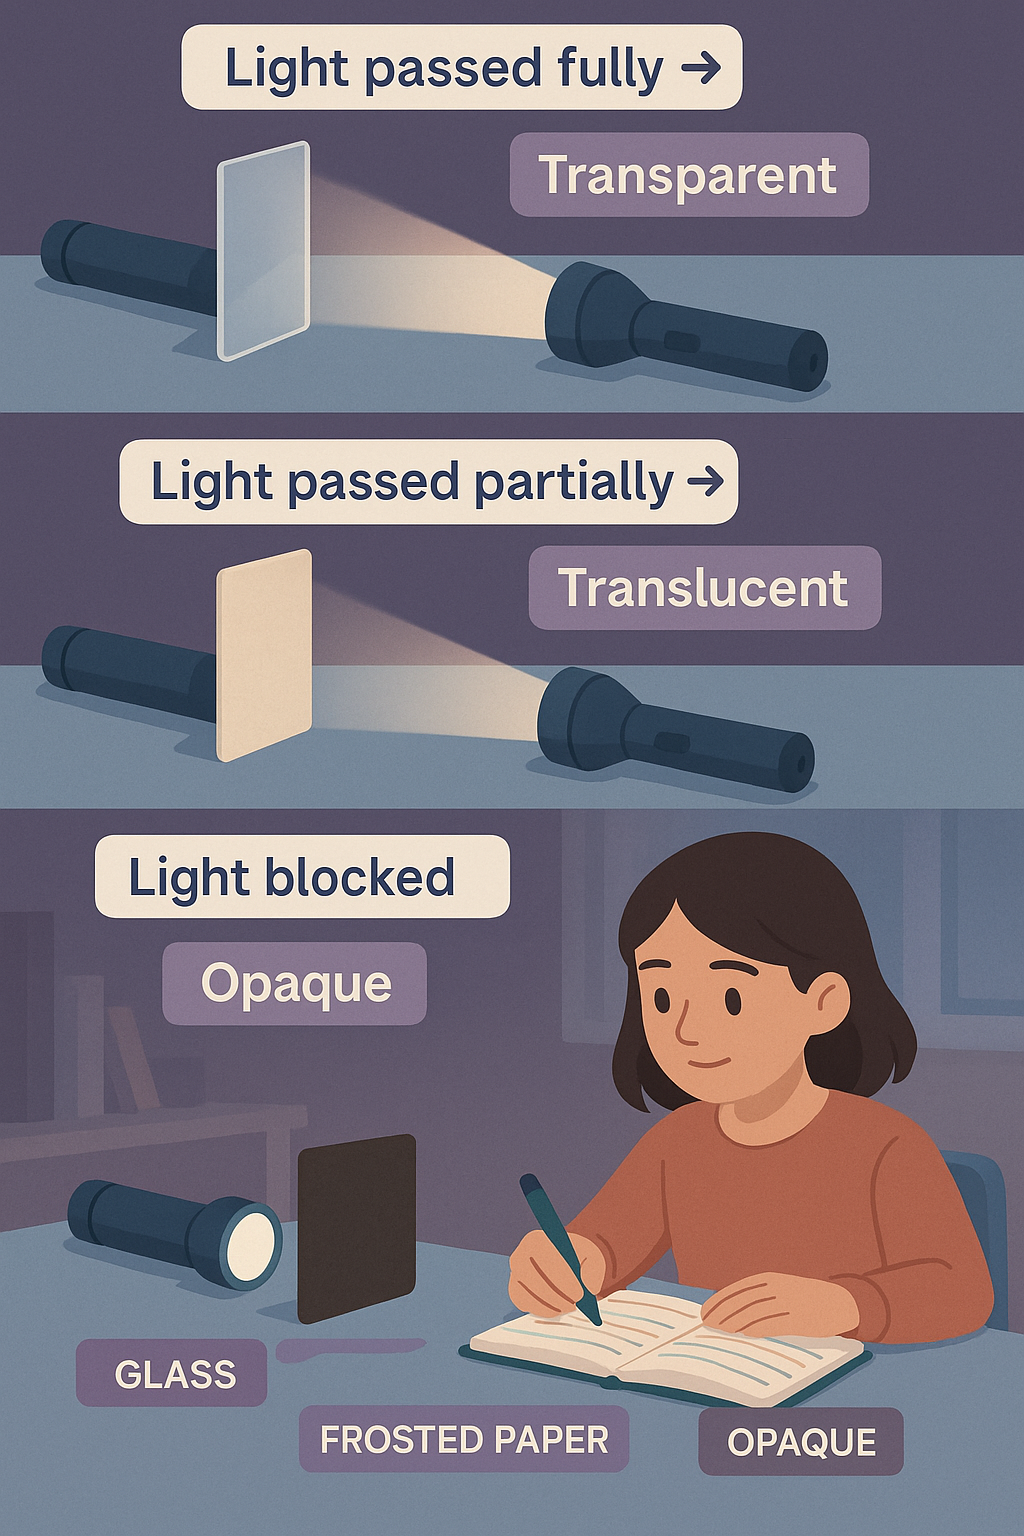 Light passed fully →
Transparent
Light passed partially →
Translucent
Light blocked
Opaque
GLASS
FROSTED PAPER
OPAQUE